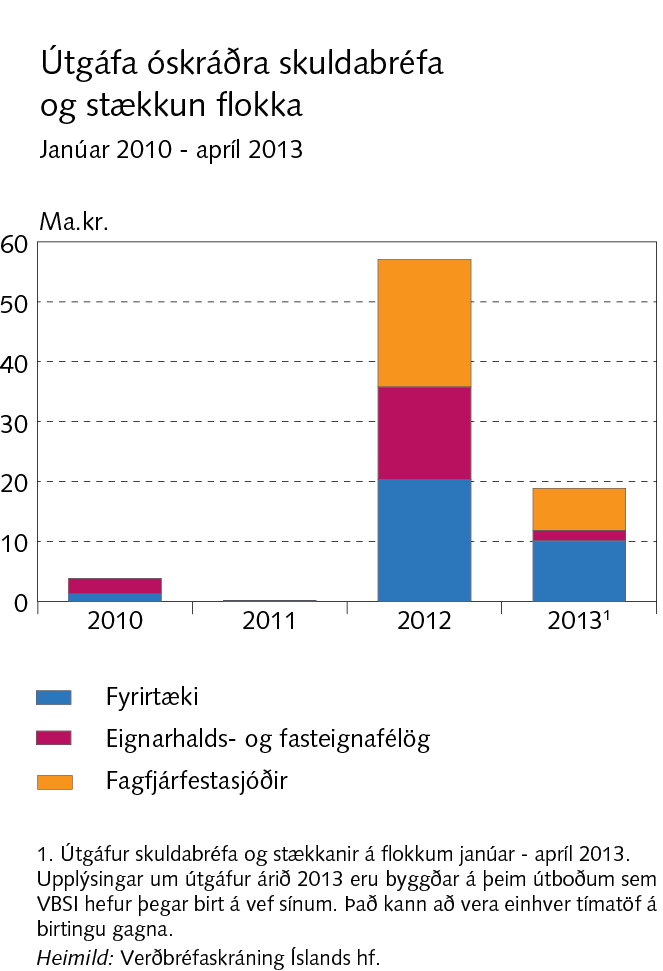 Útgáfa óskráðra skuldabréfa
og stækkun flokka
Janúar 2010 - apríl 2013
Ma.kr.
60
50
40
30
20
10
0
2010 2011 2012 2013¹
Fyrirtæki
Eignarhalds- og fasteignafélög
Fagfjárfestasjóðir
1. Útgáfur skuldabréfa og stækkanir á flokkum janúar - apríl 2013.
Upplýsingar um útgáfur árið 2013 eru byggðar á þeim útboðum sem
VBSI hefur þegar birt á vef sínum. Það kann að vera einhver tímatöf á
birtingu gagna.
Heimild: Verðbréfaskráning Íslands hf.